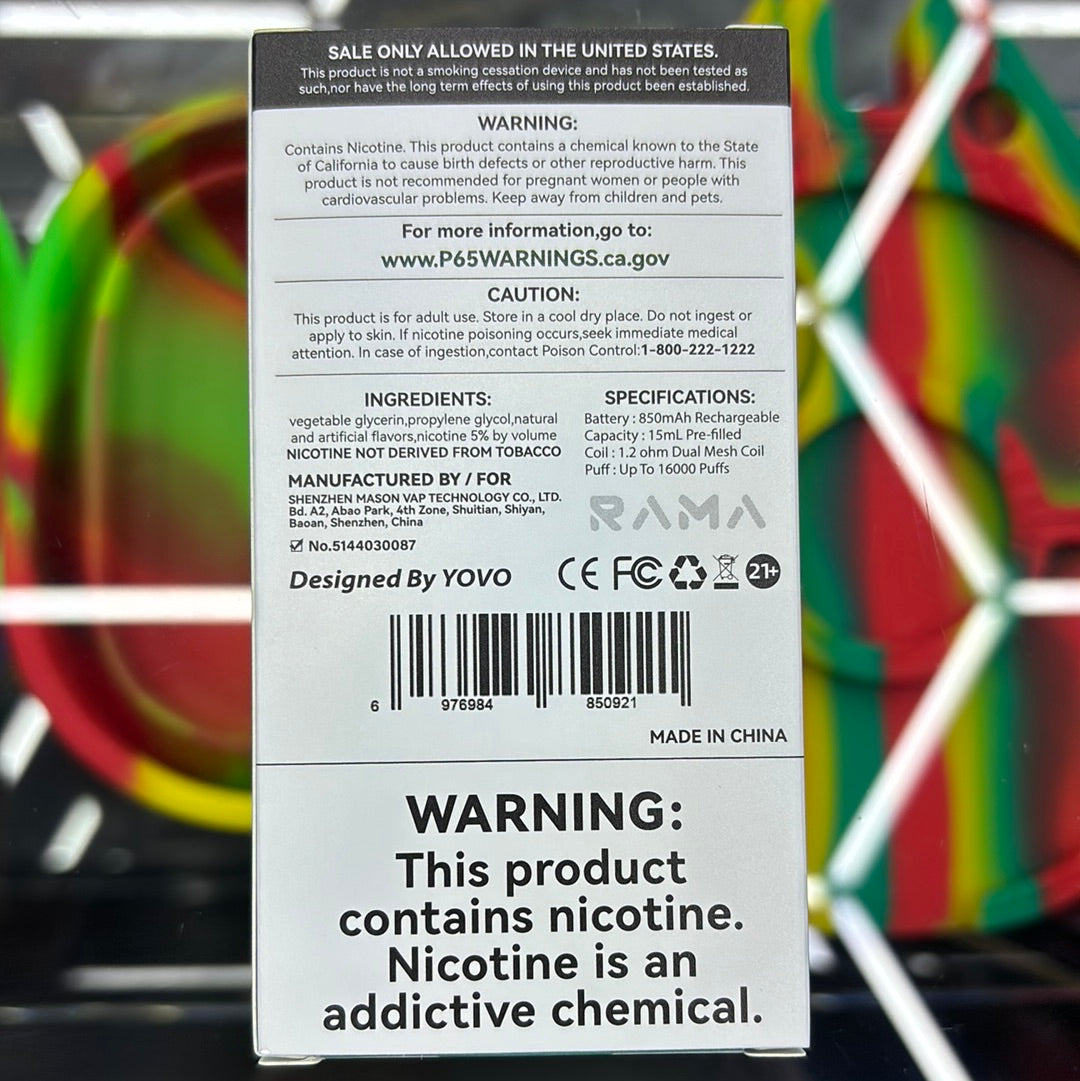 SALE ONLY ALLOWED IN THE UNITED STATES.
This product is not a smoking cessation device and has not been tested as
such,nor have the long term effects of using this product been established.
WARNING:
Contains Nicotine. This product contains a chemical known to the State
of California to cause birth defects or other reproductive harm. This
product is not recommended for pregnant women or people with
cardiovascular problems. Keep away from children and pets.
For more information,go to:
www.P65WARNINGS.ca.gov
CAUTION:
This product is for adult use. Store in a cool dry place. Do not ingest or
apply to skin. If nicotine poisoning occurs,seek immediate medical
attention. In case of ingestion,contact Poison Control:1-800-222-1222
INGREDIENTS:
vegetable glycerin,propylene glycol,natural
and artificial flavors,nicotine 5% by volume
NICOTINE NOT DERIVED FROM TOBACCO
MANUFACTURED BY / FOR
SHENZHEN MASON VAP TECHNOLOGY CO., LTD.
Bd. A2, Abao Park, 4th Zone, Shuitian, Shiyan,
Baoan, Shenzhen, China
No.5144030087
Designed By YOVO
SPECIFICATIONS:
Battery : 850mAh Rechargeable
Capacity : 15mL Pre-filled
Coil : 1.2 ohm Dual Mesh Coil
Puff : Up To 16000 Puffs
RAMA
CE FC 21+
6 976984 850921
MADE IN CHINA
WARNING:
This product
contains nicotine.
Nicotine is an
addictive chemical.